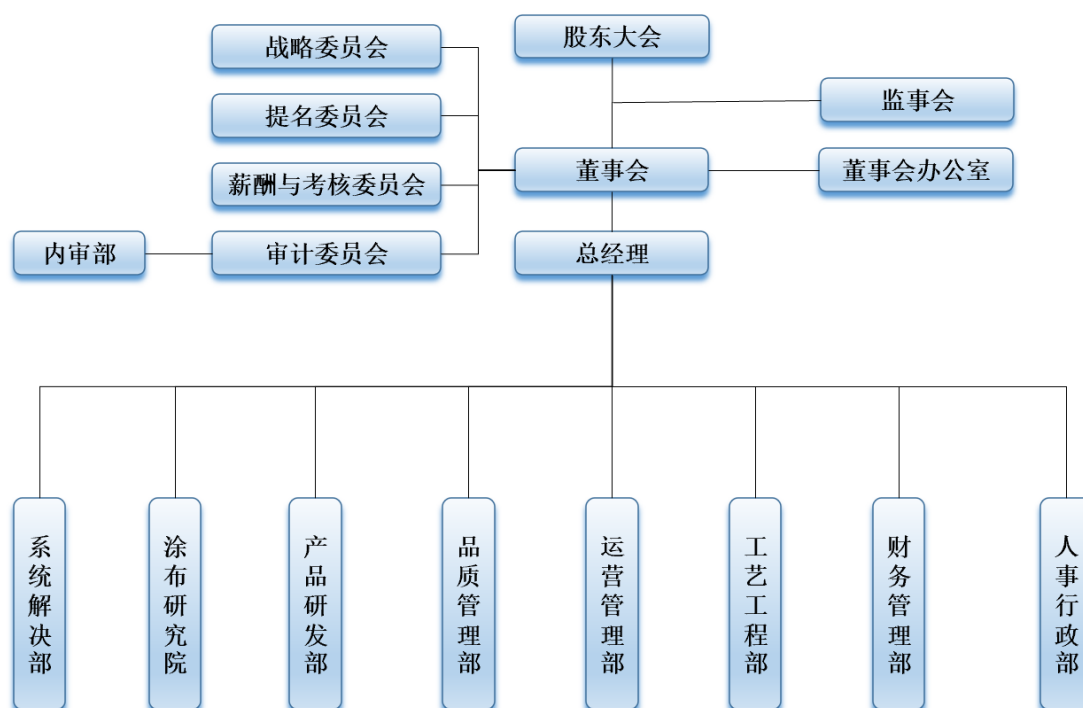 股东大会
战略委员会
监事会
提名委员会
董事会
董事会办公室
薪酬与考核委员会
内审部
审计委员会
总经理
系统解决部
涂布研究院
产品研发部
品质管理部
运营管理部
工艺工程部
财务管理部
人事行政部